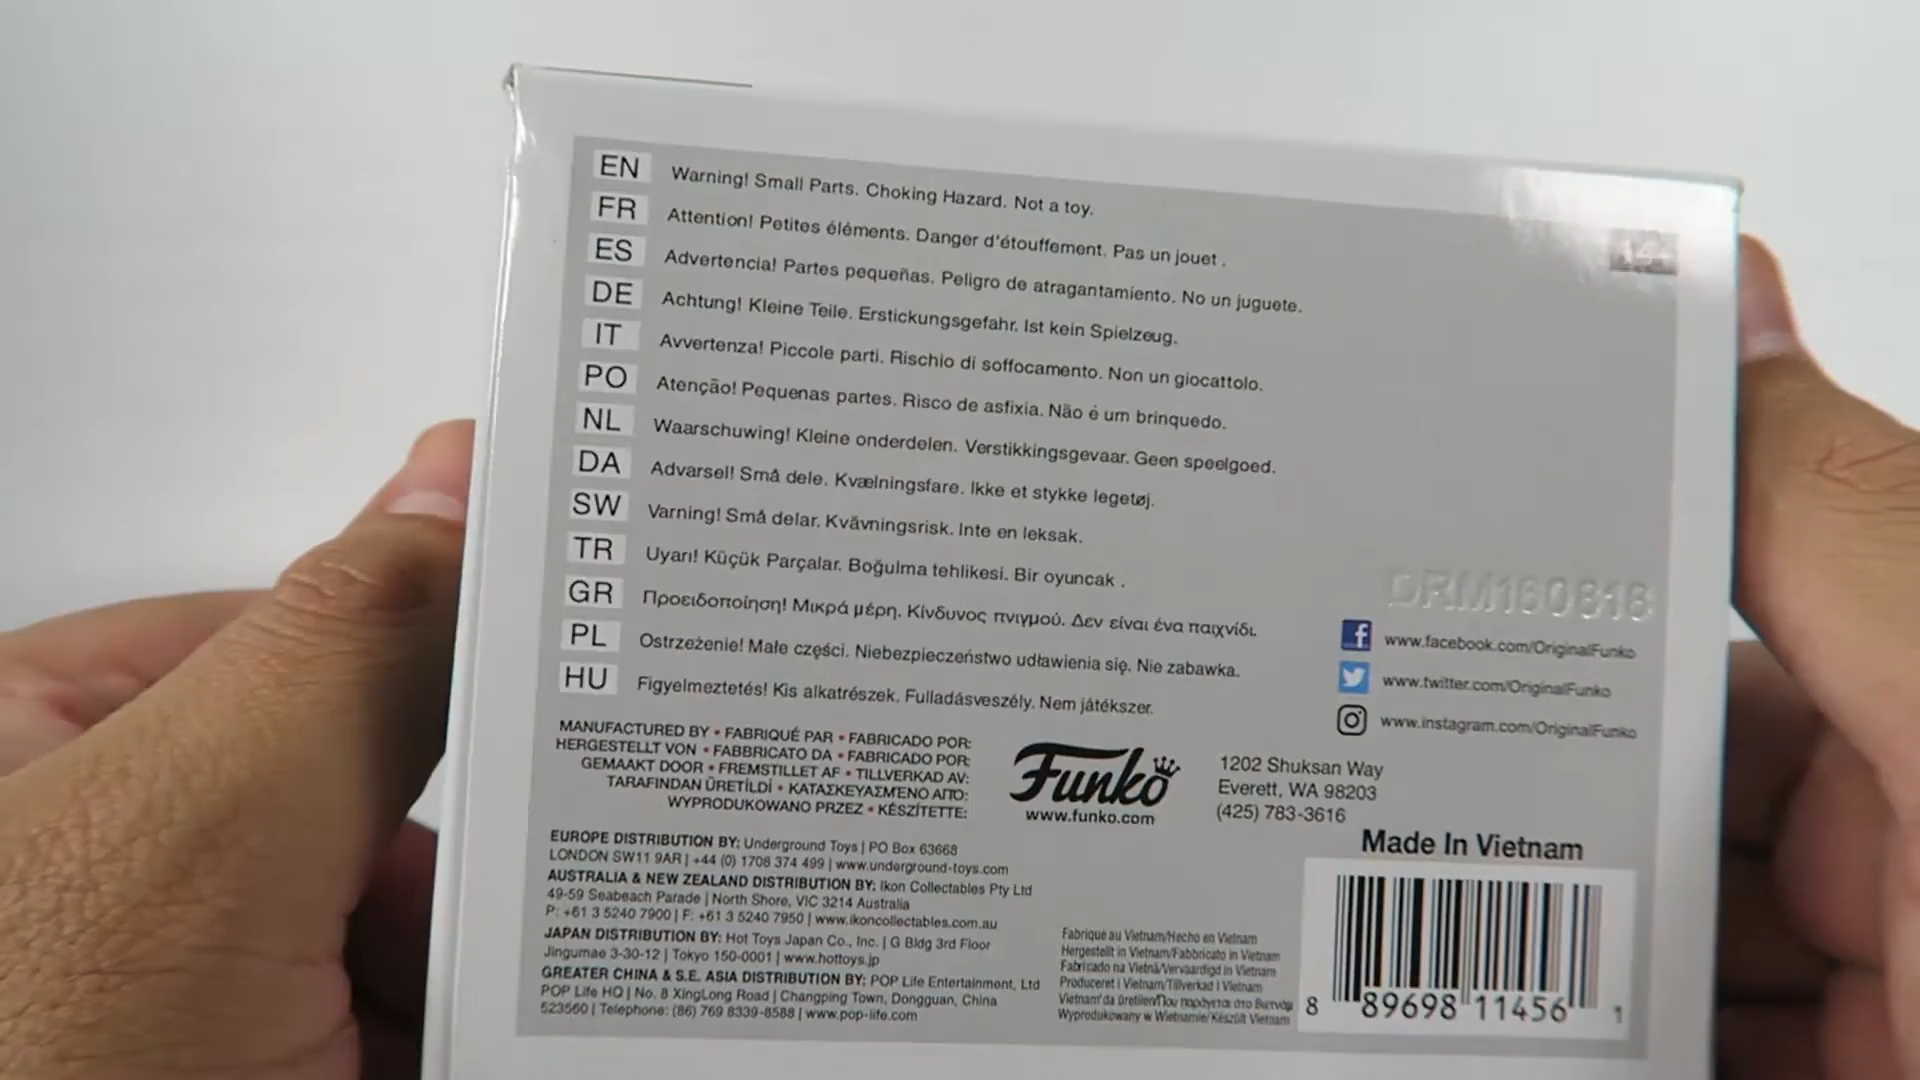 EN Warning! Small Parts. Choking Hazard. Not a toy.
FR Attention! Petites éléments. Danger d'étouffement. Pas un jouet .
ES Advertencia! Partes pequeñas. Peligro de atragantamiento. No un juguete.
DE Achtung! Kleine Teile. Erstickungsgefahr. Ist kein Spielzeug.
IT Avvertenza! Piccole parti. Rischio di soffocamento. Non un giocattolo.
PO Atenção! Pequenas partes. Risco de asfixia. Não é um brinquedo.
NL Waarschuwing! Kleine onderdelen. Verstikkingsgevaar. Geen speelgoed.
DA Advarsel! Små dele. Kvælningsfare. Ikke et stykke legetøj.
SW Varning! Små delar. Kvävningsrisk. Inte en leksak.
TR Uyarı! Küçük Parçalar. Boğulma tehlikesi. Bir oyuncak .
GR Προειδοποίηση! Μικρά μέρη. Κίνδυνος πνιγμού. Δεν είναι ένα παιχνίδι.
PL Ostrzeżenie! Małe części. Niebezpieczeństwo udławienia się. Nie zabawka.
HU Figyelmeztetés! Kis alkatrészek. Fulladásveszély. Nem játékszer.
14+
DRM160816
www.facebook.com/OriginalFunko
www.twitter.com/OriginalFunko
www.instagram.com/OriginalFunko
MANUFACTURED BY • FABRIQUÉ PAR • FABRICADO POR:
HERGESTELLT VON • FABBRICATO DA • FABRICADO POR:
GEMAAKT DOOR • FREMSTILLET AF • TILLVERKAD AV:
TARAFINDAN ÜRETİLDİ • ΚΑΤΑΣΚΕΥΑΣΜΈΝΟ ΑΠΌ:
WYPRODUKOWANO PRZEZ • KÉSZÍTETTE:
Funko
www.funko.com
1202 Shuksan Way
Everett, WA 98203
(425) 783-3616
Made In Vietnam
EUROPE DISTRIBUTION BY: Underground Toys | PO Box 63668
LONDON SW11 9AR | +44 (0) 1708 374 499 | www.underground-toys.com
AUSTRALIA & NEW ZEALAND DISTRIBUTION BY: Ikon Collectables Pty Ltd
49-59 Seabeach Parade | North Shore, VIC 3214 Australia
P: +61 3 5240 7900 | F: +61 3 5240 7950 | www.ikoncollectables.com.au
JAPAN DISTRIBUTION BY: Hot Toys Japan Co., Inc. | G Bldg 3rd Floor
Jingumae 3-30-12 | Tokyo 150-0001 | www.hottoys.jp
GREATER CHINA & S.E. ASIA DISTRIBUTION BY: POP Life Entertainment, Ltd
POP Life HQ | No. 8 XingLong Road | Changping Town, Dongguan, China
523560 | Telephone: (86) 769 8339-8588 | www.pop-life.com
Fabriqué au Vietnam/Hecho en Vietnam
Hergestellt in Vietnam/Fabbricato in Vietnam
Fabricado na Vietnã/Vervaardigd in Vietnam
Produceret i Vietnam/Tillverkad i Vietnam
Vietnam'da üretilen/Που παράγεται στο Βιετνάμ
Wyprodukowany w Wietnamie/Készült Vietnam
8 89698 11456 1